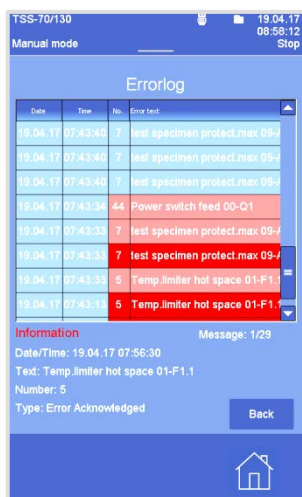 TSS-70/130 19.04.17
08:58:12
Manual mode Stop
Errorlog
Date Time No. Error text
19.04.17 07:43:40 7 test specimen protect.max 09-A
19.04.17 07:43:40 7 test specimen protect.max 09-A
19.04.17 07:43:40 7 test specimen protect.max 09-A
19.04.17 07:43:34 44 Power switch feed 00-Q1
19.04.17 07:43:33 7 test specimen protect.max 09-A
19.04.17 07:43:33 7 test specimen protect.max 09-A
19.04.17 07:43:33 5 Temp.limiter hot space 01-F1.1
19.04.17 07:43:13 5 Temp.limiter hot space 01-F1.1
Information Message: 1/29
Date/Time: 19.04.17 07:56:30
Text: Temp.limiter hot space 01-F1.1
Number: 5
Type: Error Acknowledged
Back